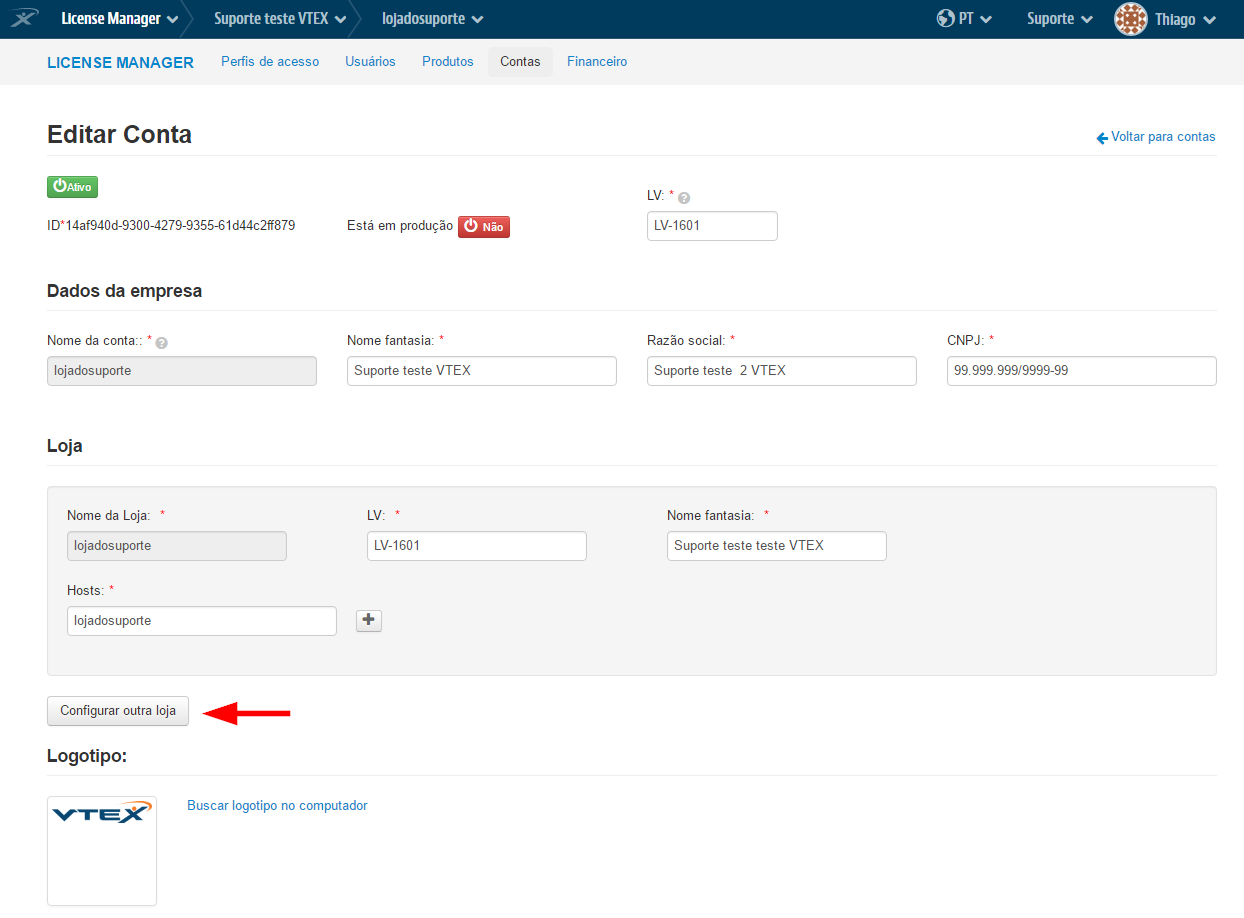 License Manager Suporte teste VTEX lojadosuporte PT Suporte Thiago
LICENSE MANAGER Perfis de acesso Usuários Produtos Contas Financeiro
Editar Conta
Voltar para contas
Ativo
LV: * ?
ID*14af940d-9300-4279-9355-61d44c2ff879 Está em produção Não LV-1601
Dados da empresa
Nome da conta:: * ? Nome fantasia: * Razão social: * CNPJ: *
lojadosuporte Suporte teste VTEX Suporte teste  2 VTEX 99.999.999/9999-99
Loja
Nome da Loja: * LV: * Nome fantasia: *
lojadosuporte LV-1601 Suporte teste teste VTEX
Hosts: *
lojadosuporte +
Configurar outra loja
Logotipo:
VTEX Buscar logotipo no computador